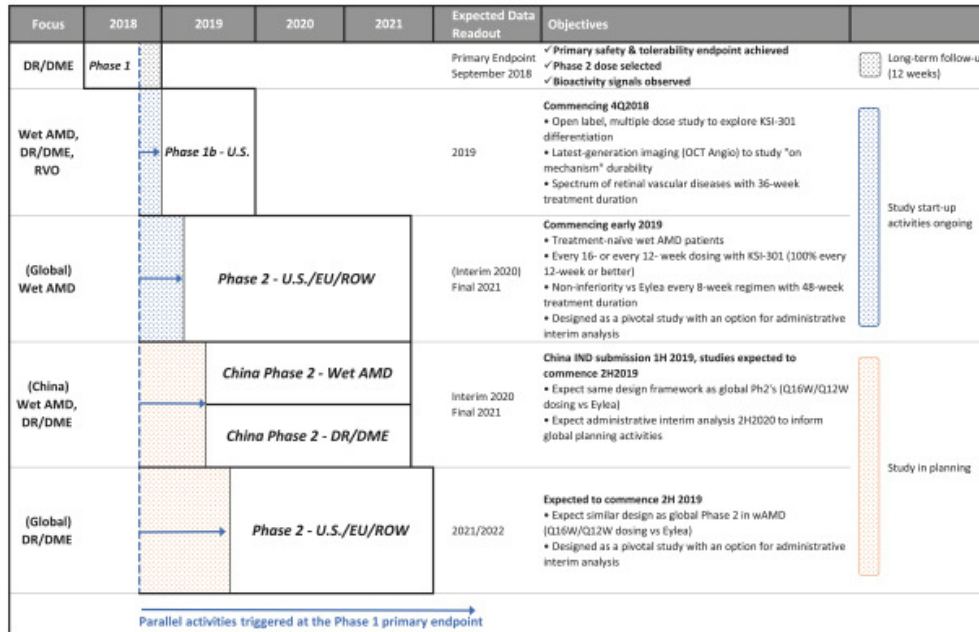 Focus 2018 2019 2020 2021 Expected Data Readout Objectives
DR/DME
Phase 1
Primary Endpoint
September 2018
✓Primary safety & tolerability endpoint achieved
✓Phase 2 dose selected
✓Bioactivity signals observed
Long-term follow-u
(12 weeks)
Wet AMD,
DR/DME,
RVO
Phase 1b - U.S.
2019
Commencing 4Q2018
• Open label, multiple dose study to explore KSI-301
differentiation
• Latest-generation imaging (OCT Angio) to study "on
mechanism" durability
• Spectrum of retinal vascular diseases with 36-week
treatment duration
Study start-up
activities ongoing
(Global)
Wet AMD
Phase 2 - U.S./EU/ROW
(Interim 2020)
Final 2021
Commencing early 2019
• Treatment-naïve wet AMD patients
• Every 16- or every 12- week dosing with KSI-301 (100% every
12-week or better)
• Non-inferiority vs Eylea every 8-week regimen with 48-week
treatment duration
• Designed as a pivotal study with an option for administrative
interim analysis
(China)
Wet AMD,
DR/DME
China Phase 2 - Wet AMD
China Phase 2 - DR/DME
Interim 2020
Final 2021
China IND submission 1H 2019, studies expected to
commence 2H2019
• Expect same design framework as global Ph2's (Q16W/Q12W
dosing vs Eylea)
• Expect administrative interim analysis 2H2020 to inform
global planning activities
Study in planning
(Global)
DR/DME
Phase 2 - U.S./EU/ROW
2021/2022
Expected to commence 2H 2019
• Expect similar design as global Phase 2 in wAMD
(Q16W/Q12W dosing vs Eylea)
• Designed as a pivotal study with an option for administrative
interim analysis
Parallel activities triggered at the Phase 1 primary endpoint